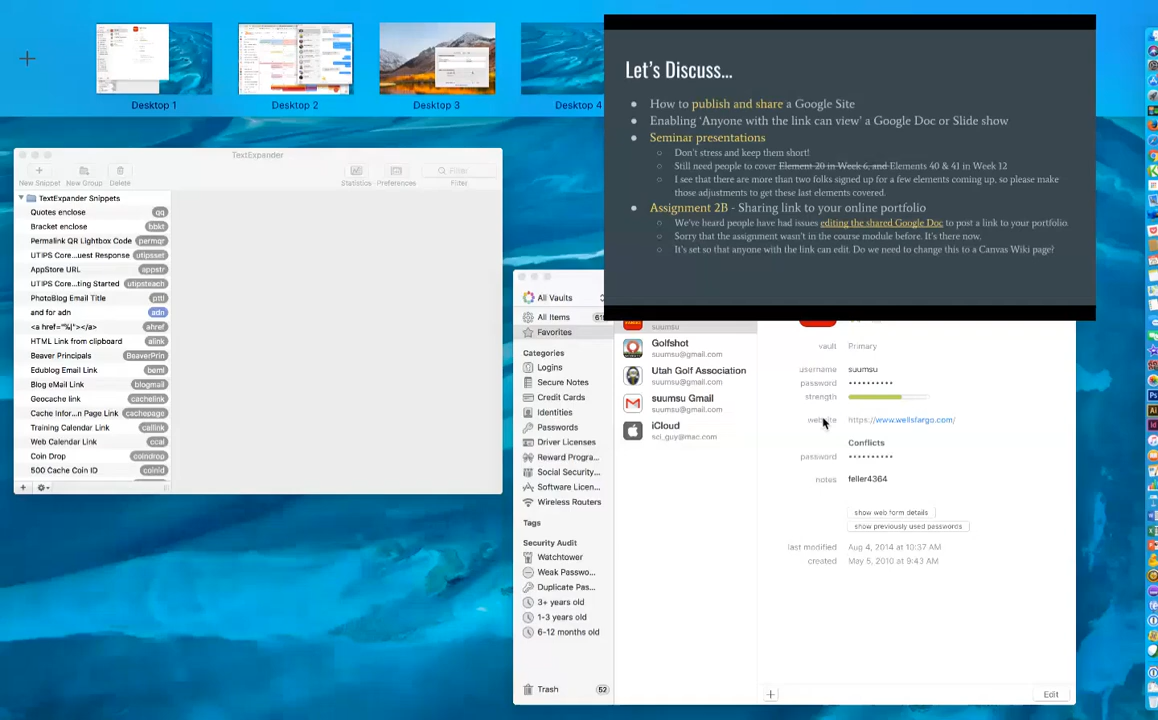 Desktop 1
Desktop 2
Desktop 3
Desktop 4
Let's Discuss...
● How to publish and share a Google Site
● Enabling 'Anyone with the link can view' a Google Doc or Slide show
● Seminar presentations
○ Don't stress and keep them short!
○ Still need people to cover Element 20 in Week 6, and Elements 40 & 41 in Week 12
○ I see that there are more than two folks signed up for a few elements coming up, so please make
those adjustments to get these last elements covered.
● Assignment 2B - Sharing link to your online portfolio
○ We've heard people have had issues editing the shared Google Doc to post a link to your portfolio
○ Sorry that the assignment wasn't in the course module before. It's there now.
○ It's set so that anyone with the link can edit. Do we need to change this to a Canvas Wiki page?
TextExpander
New Snippet New Group Delete Statistics Preferences Filter
Filter
TextExpander Snippets
Quotes enclose qq
Bracket enclose bbkt
Permalink QR Lightbox Code permqr
UTIPS Core...uest Response utipsset
AppStore URL appstr
UTIPS Core...ting Started utipsteach
PhotoBlog Email Title pttl
and for adn adn
<a href="%|"></a> ahref
HTML Link from clipboard alink
Beaver Principals BeaverPrin
Edublog Email Link beml
Blog eMail Link blogmail
Geocache link cachelink
Cache Infor...n Page Link cachepage
Training Calendar Link callink
Web Calendar Link ccal
Coin Drop coindrop
500 Cache Coin ID coinid
All Vaults
All Items
Favorites
Categories
Logins
Secure Notes
Credit Cards
Identities
Passwords
Driver Licenses
Reward Progra...
Social Security...
Software Licen...
Wireless Routers
Tags
Security Audit
Watchtower
Weak Passwo...
Duplicate Pas...
3+ years old
1-3 years old
6-12 months old
Trash 52
suumsu
Golfshot
suumsu@gmail.com
Utah Golf Association
suumsu@gmail.com
suumsu Gmail
suumsu@gmail.com
iCloud
sci_guy@mac.com
vault Primary
username suumsu
password ••••••••••
strength
website https://www.wellsfargo.com/
Conflicts
password ••••••••••
notes feller4364
show web form details
show previously used passwords
last modified Aug 4, 2014 at 10:37 AM
created May 5, 2010 at 9:43 AM
Edit